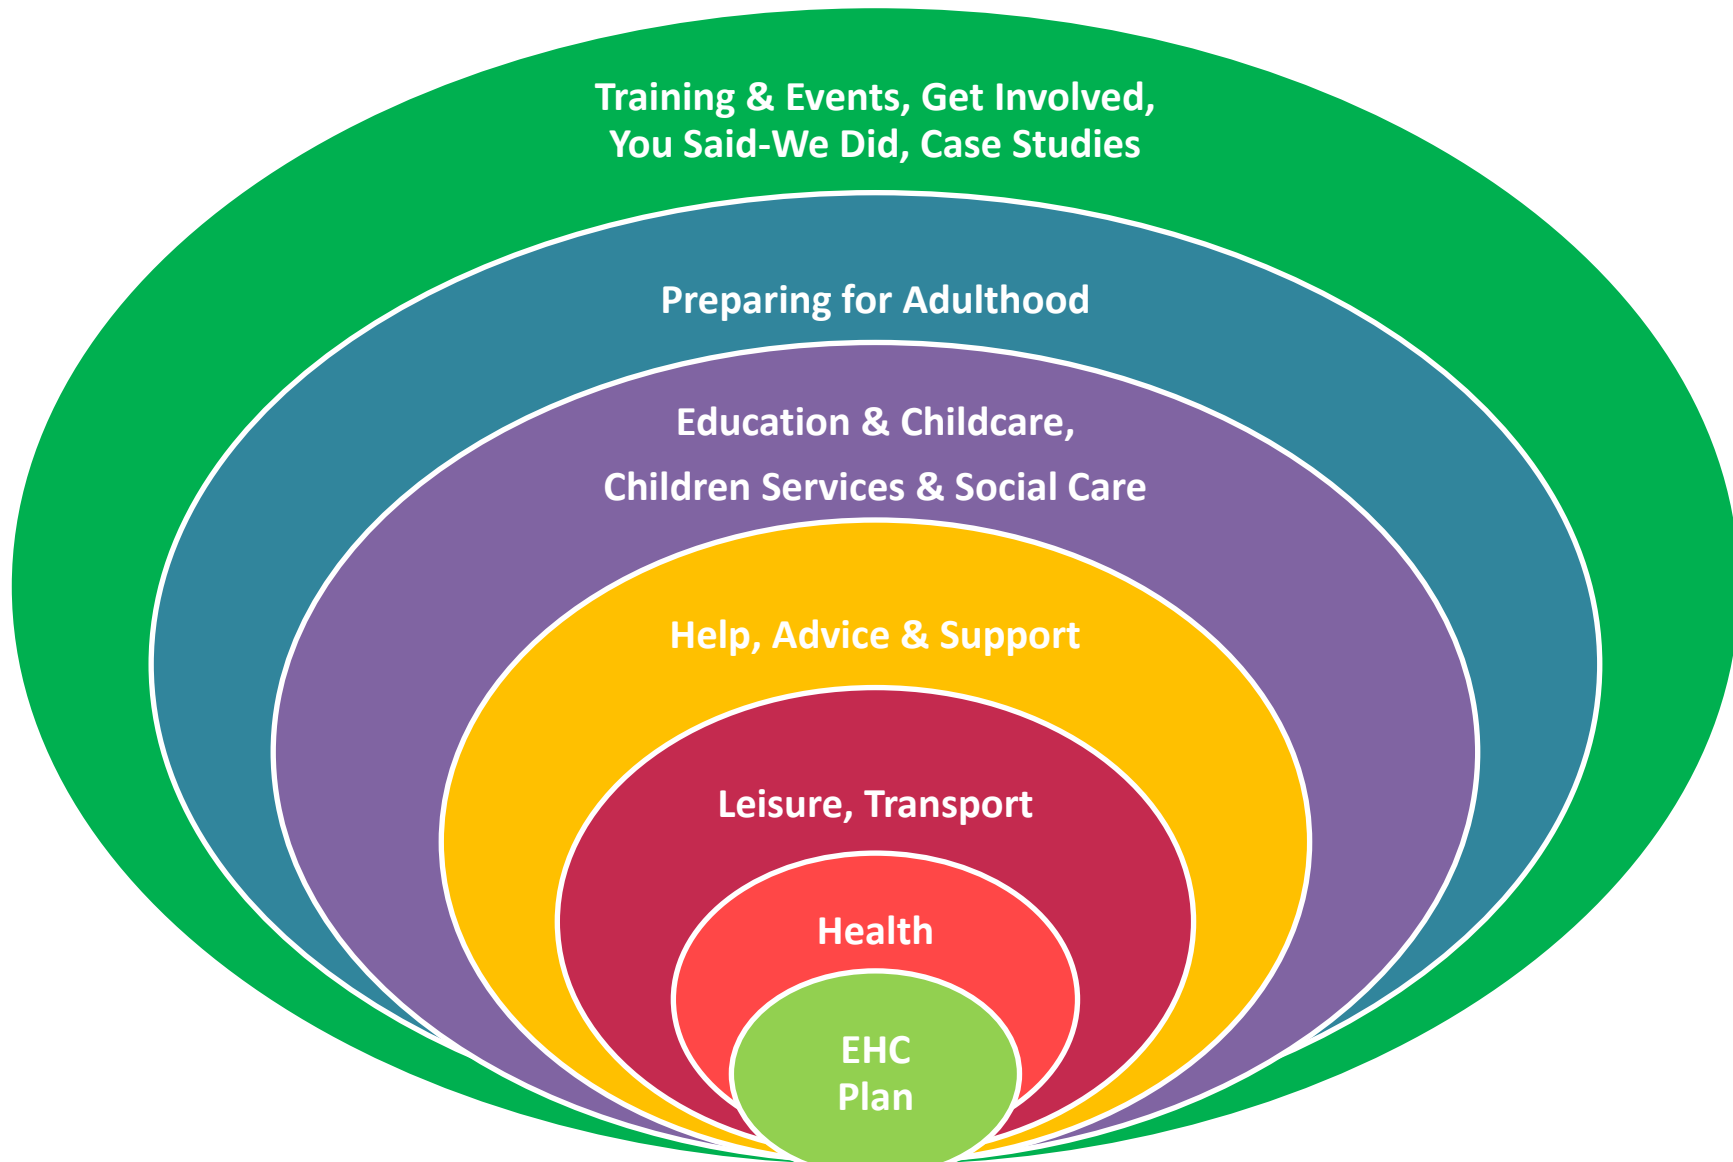 Training & Events, Get Involved,
You Said-We Did, Case Studies
Preparing for Adulthood
Education & Childcare,
Children Services & Social Care
Help, Advice & Support
Leisure, Transport
Health
EHC
Plan